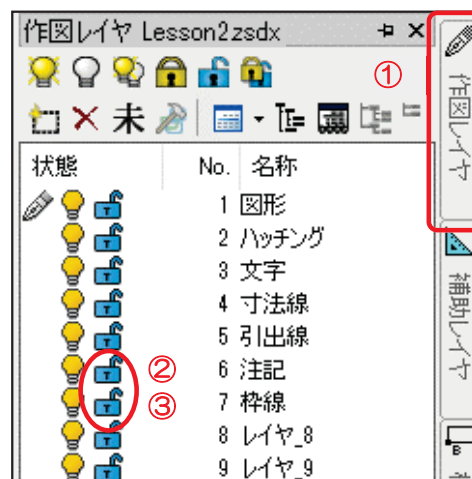 作図レイヤ Lesson2.zsdx
①
未
状態 No. 名称
1 図形
2 ハッチング
3 文字
4 寸法線
5 引出線
② 6 注記
③ 7 枠線
8 レイヤ_8
9 レイヤ_9
作図レイヤ
補助レイヤ
B